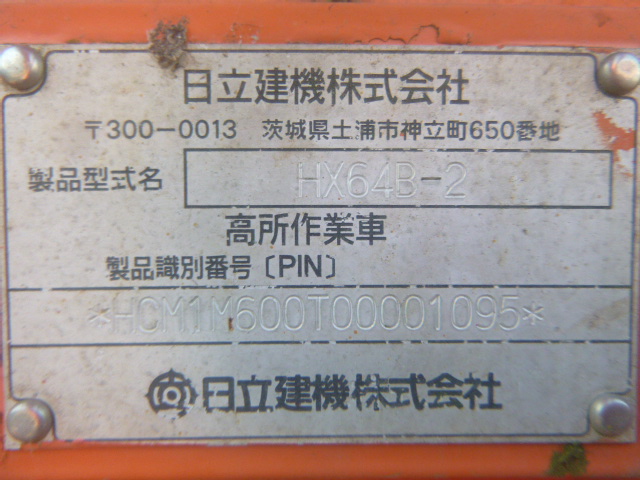 日立建機株式会社
〒300-0013 茨城県土浦市神立町650番地
製品型式名 HX64B-2
高所作業車
製品識別番号〔PIN〕
*HCM1M600T00001095*
日立建機株式会社